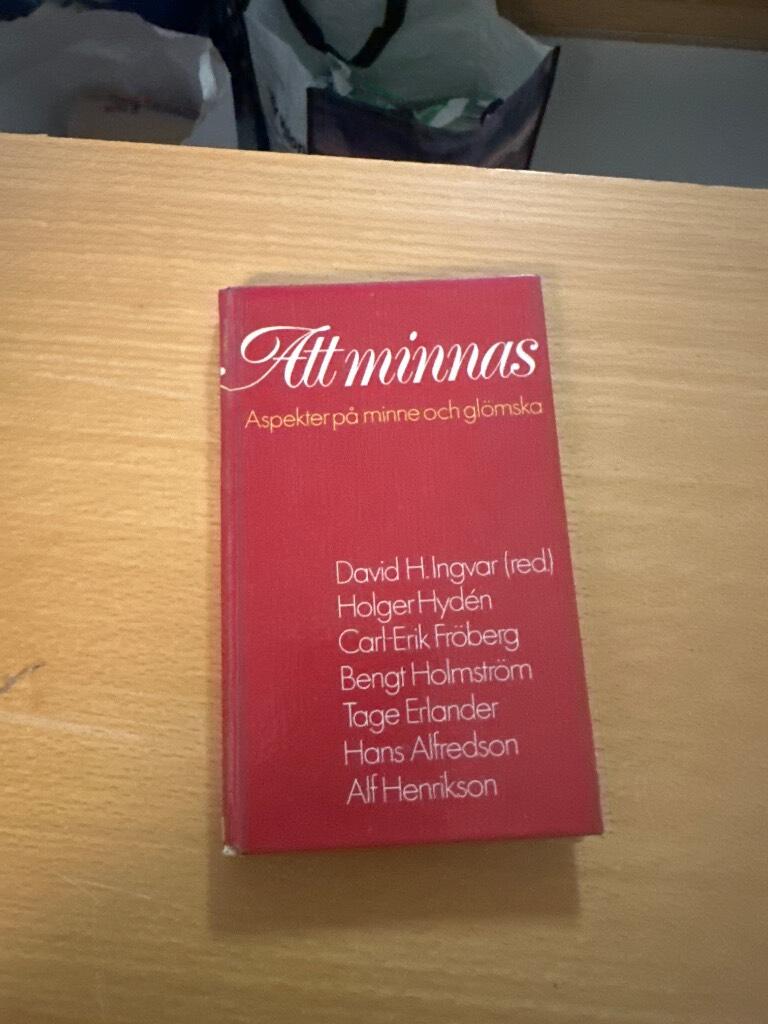 Att minnas
Aspekter på minne och glömska
David H. Ingvar (red.)
Holger Hydén
Carl-Erik Fröberg
Bengt Holmström
Tage Erlander
Hans Alfredson
Alf Henrikson